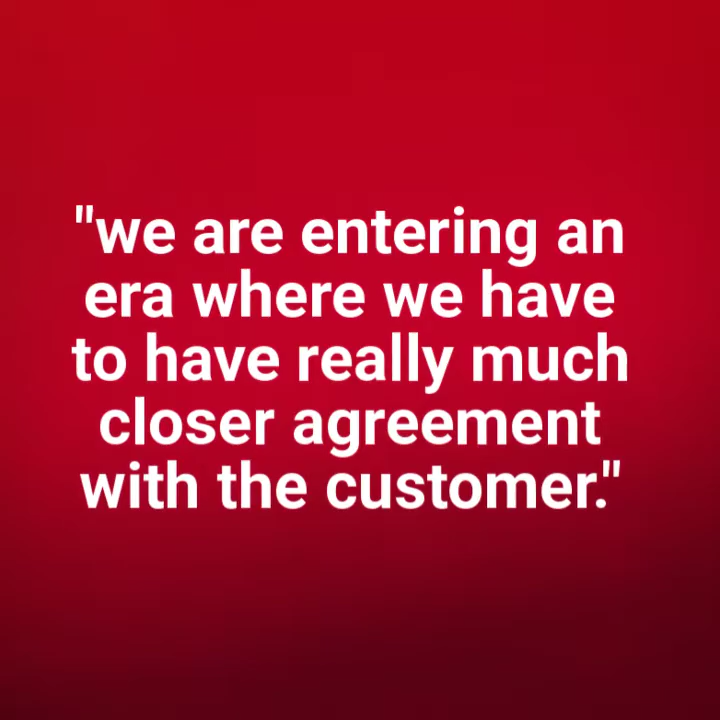 "we are entering an
era where we have
to have really much
closer agreement
with the customer."